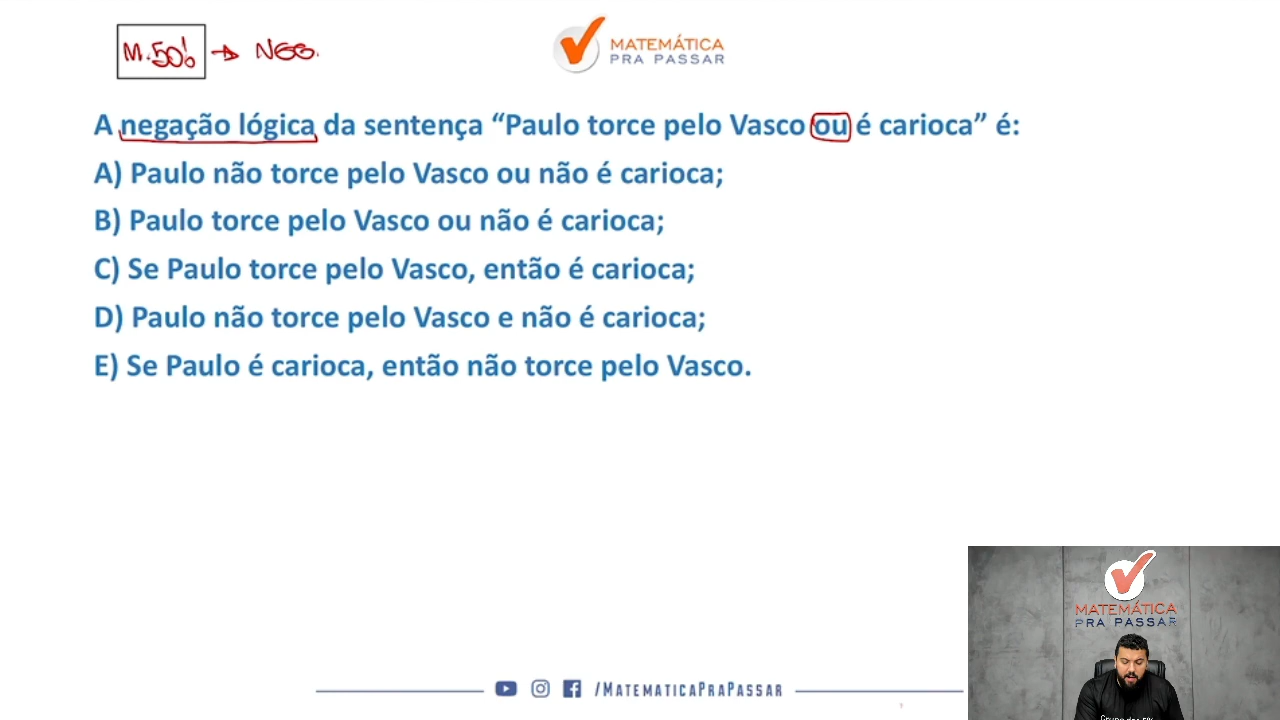 M.50% → NEG.
MATEMÁTICA
PRA PASSAR
A negação lógica da sentença “Paulo torce pelo Vasco ou é carioca” é:
A) Paulo não torce pelo Vasco ou não é carioca;
B) Paulo torce pelo Vasco ou não é carioca;
C) Se Paulo torce pelo Vasco, então é carioca;
D) Paulo não torce pelo Vasco e não é carioca;
E) Se Paulo é carioca, então não torce pelo Vasco.
MATEMÁTICA
PRA PASSAR
/MATEMATICAPRAPASSAR